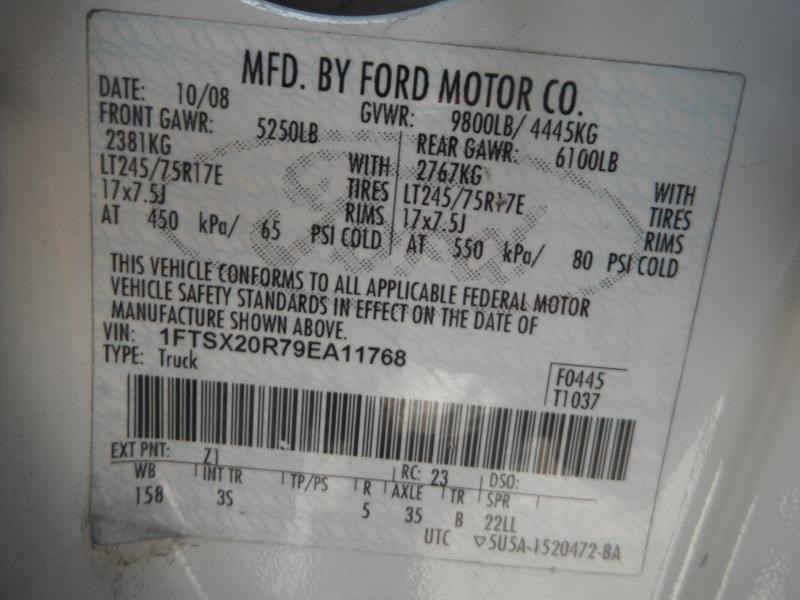 MFD. BY FORD MOTOR CO.
DATE: 10/08 GVWR: 9800LB/ 4445KG
FRONT GAWR: 5250LB REAR GAWR: 6100LB
2381KG WITH 2767KG WITH
LT245/75R17E TIRES LT245/75R17E TIRES
17x7.5J RIMS 17x7.5J RIMS
AT 450 kPa/ 65 PSI COLD AT 550 kPa/ 80 PSI COLD
Ford
THIS VEHICLE CONFORMS TO ALL APPLICABLE FEDERAL MOTOR
VEHICLE SAFETY STANDARDS IN EFFECT ON THE DATE OF
MANUFACTURE SHOWN ABOVE.
VIN: 1FTSX20R79EA11768
TYPE: Truck
F0445
T1037
EXT PNT: Z1 RC: 23 DSO:
WB INT TR TP/PS R AXLE TR SPR
158 3S 5 35 B 22LL
UTC ▽5U5A-1520472-BA